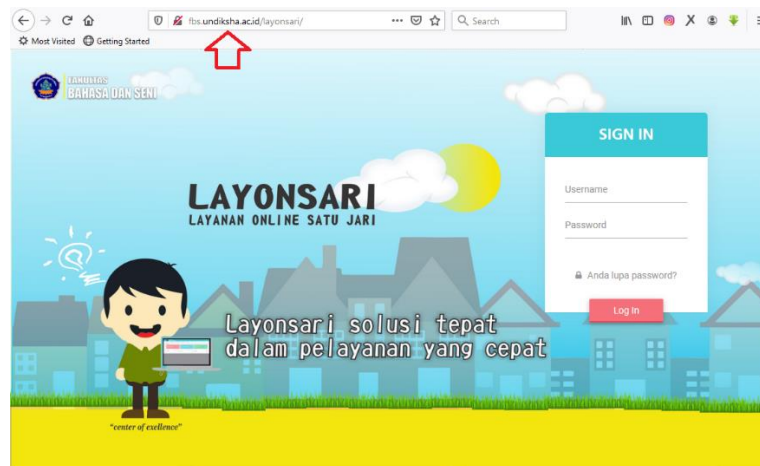 fbs.undiksha.ac.id/layonsari/
Search
Most Visited
Getting Started
FAKULTAS
BAHASA DAN SENI
SIGN IN
LAYONSARI
LAYANAN ONLINE SATU JARI
Username
Password
Anda lupa password?
Log In
Layonsari solusi tepat
dalam pelayanan yang cepat
"center of exellence"